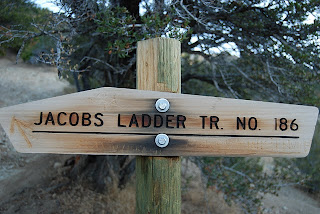 JACOBS LADDER TR. NO. 186